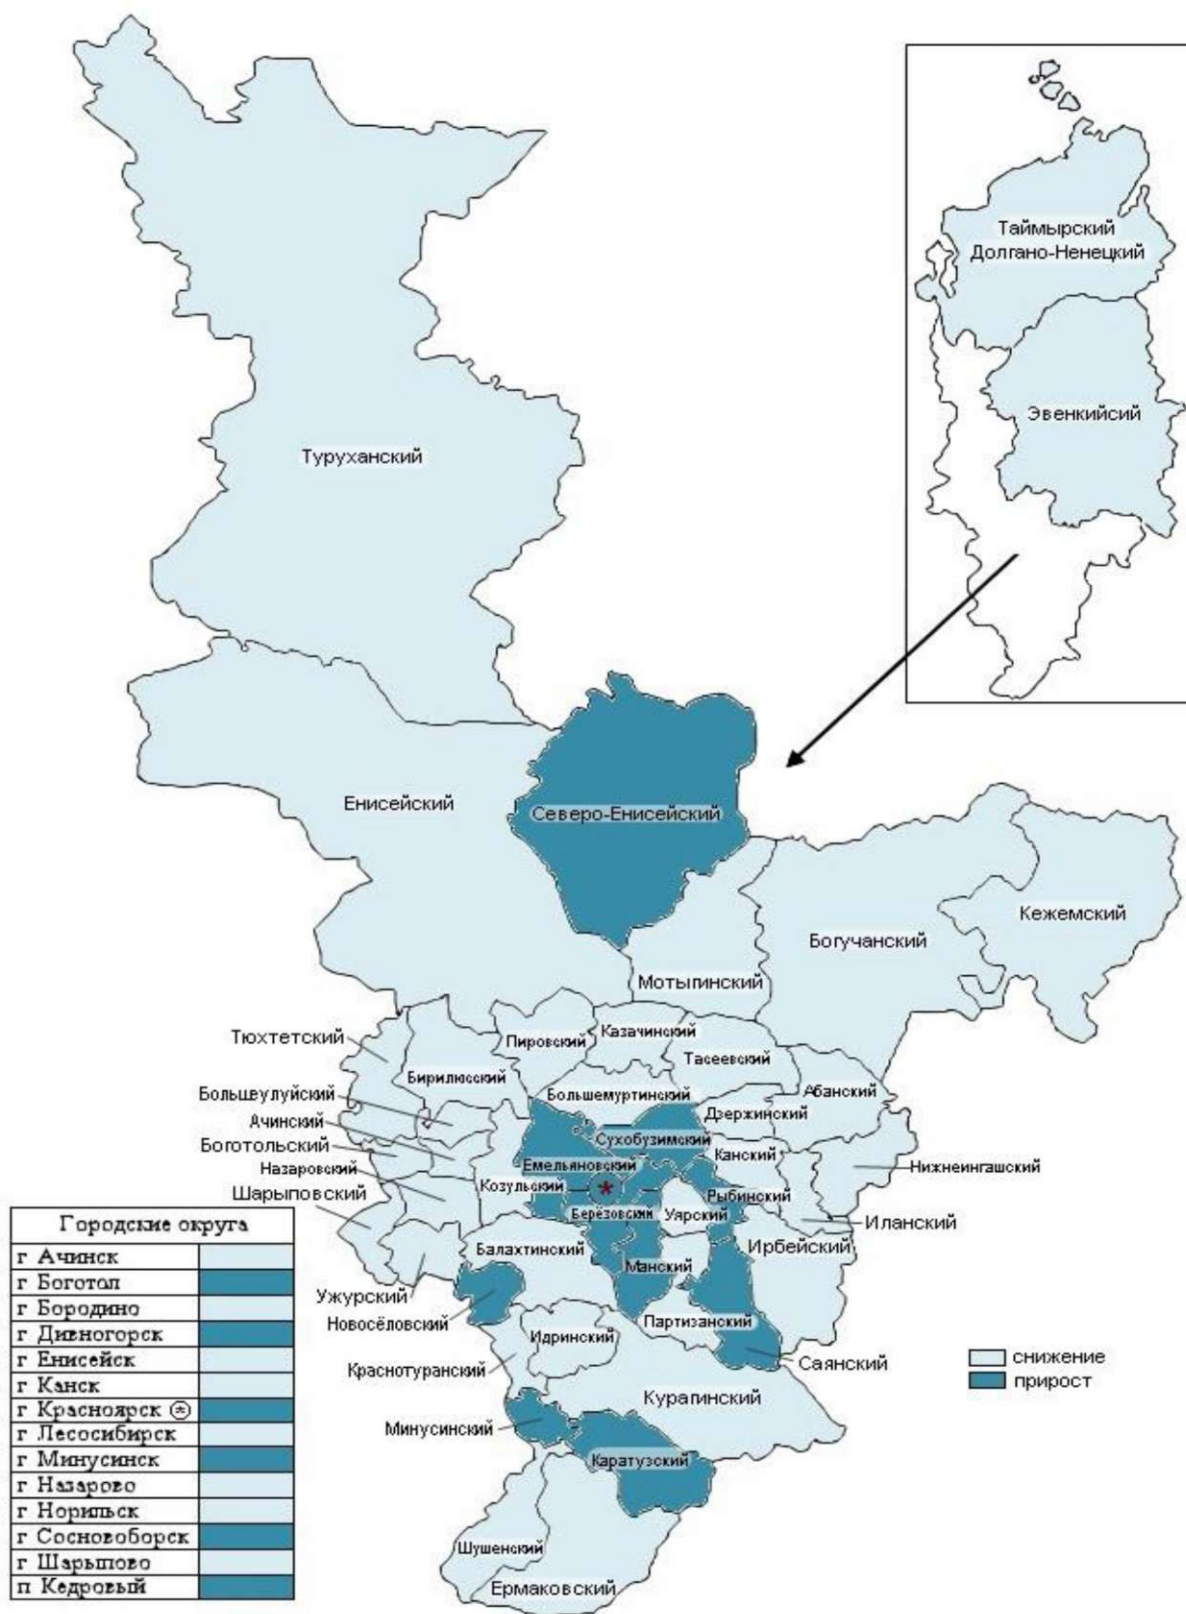 Таймырский
Долгано-Ненецкий
Эвенкийсий
Туруханский
Енисейский
Северо-Енисейский
Кежемский
Богучанский
Мотыгинский
Тюхтетский
Пировский
Казачинский
Тасеевский
Бирилюсский
Абанский
Большеулуйский
Большемуртинский
Дзержинский
Ачинский
Боготольский
Сухобузимский
Канский
Назаровский
Емельяновский
Нижнеингашский
Шарыповский
Козульский
*
Рыбинский
Берёзовский
Уярский
Иланский
Балахтинский
Ирбейский
Манский
Ужурский
Новосёловский
Партизанский
Идринский
Саянский
Краснотуранский
Курагинский
Минусинский
Каратузский
Шушенский
Ермаковский
Городские округа
г Ачинск
г Боготол
г Бородино
г Дивногорск
г Енисейск
г Канск
г Красноярск (*)
г Лесосибирск
г Минусинск
г Назарово
г Норильск
г Сосновоборск
г Шарыпово
п Кедровый
снижение
прирост